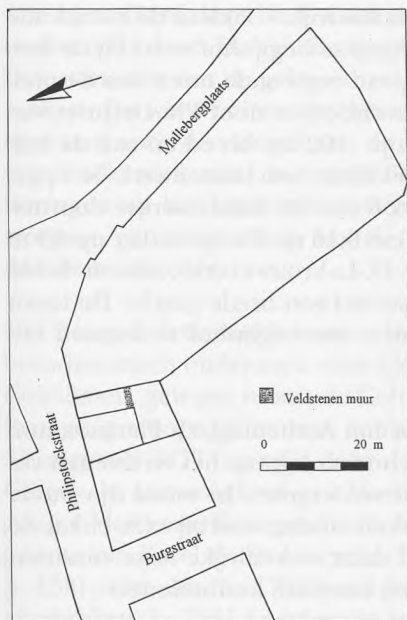 Mallebergplaats
Veldstenen muur
0 20
Philipstockstraat
Burgstraat